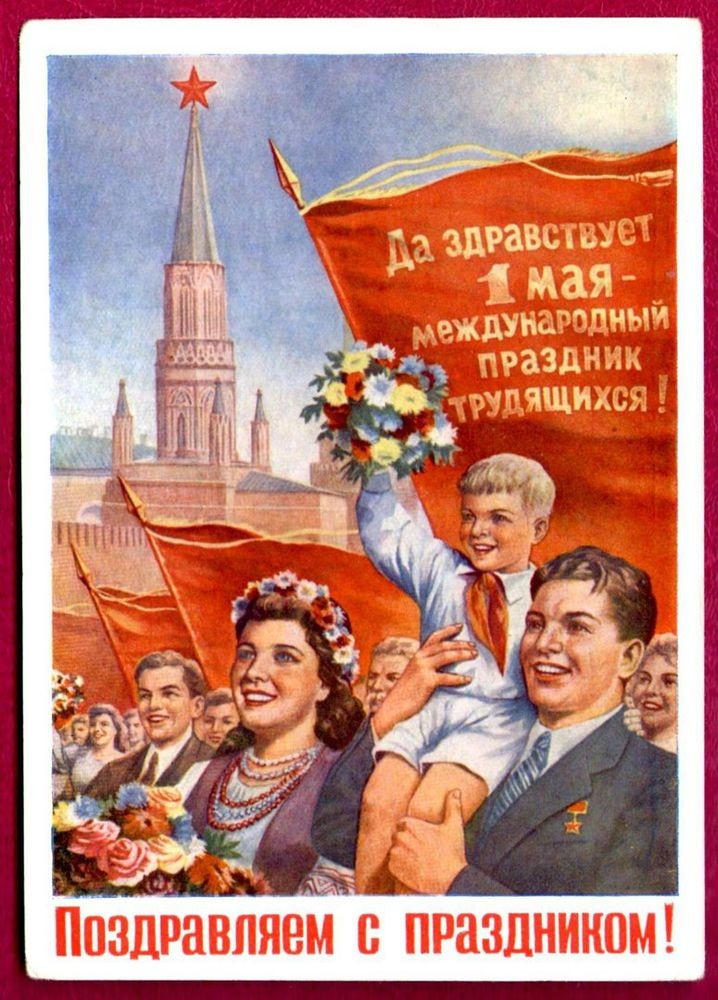 Да здравствует
1 мая-
международный
праздник
трудящихся!
Поздравляем с праздником!